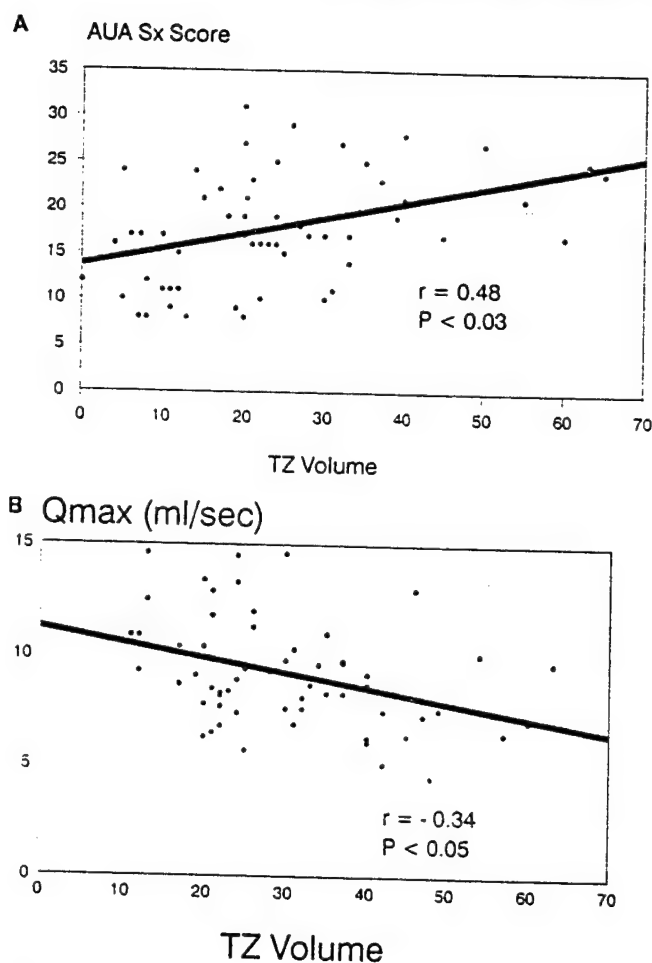 A
AUA Sx Score
35
30
25
20
15
10
5
0
r = 0.48
P < 0.03
0 10 20 30 40 50 60 70
TZ Volume
B Qmax (ml/sec)
15
10
5
0
r = - 0.34
P < 0.05
0 10 20 30 40 50 60 70
TZ Volume